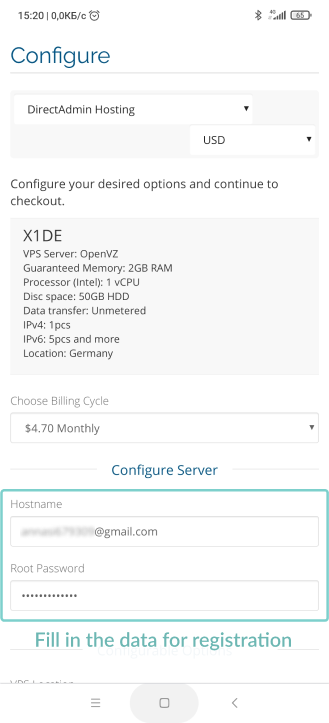 15:20 | 0,0КБ/с
4G
65
Configure
DirectAdmin Hosting
USD
Configure your desired options and continue to
checkout.
X1DE
VPS Server: OpenVZ
Guaranteed Memory: 2GB RAM
Processor (Intel): 1 vCPU
Disc space: 50GB HDD
Data transfer: Unmetered
IPv4: 1pcs
IPv6: 5pcs and more
Location: Germany
Choose Billing Cycle
$4.70 Monthly
Configure Server
Hostname
@gmail.com
Root Password
•••••••••••••
Fill in the data for registration
VPS Location